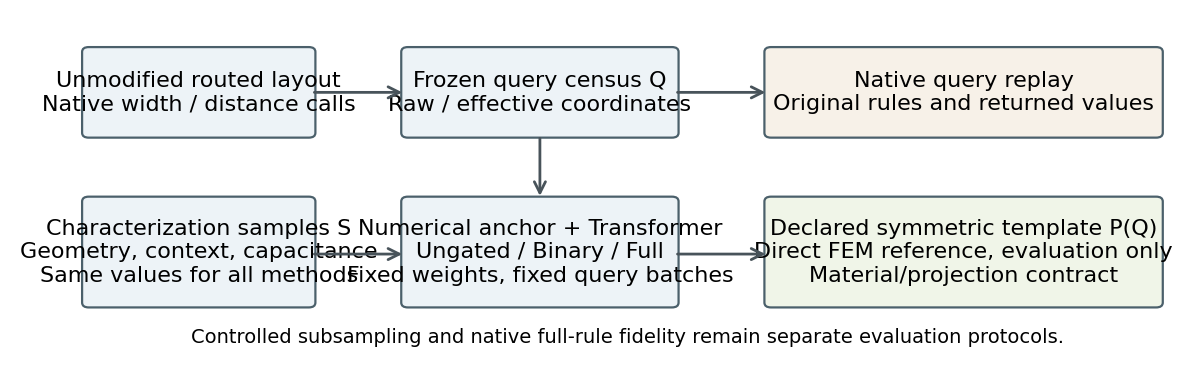 Unmodified routed layout
Native width / distance calls
Frozen query census Q
Raw / effective coordinates
Native query replay
Original rules and returned values
Characterization samples S
Geometry, context, capacitance
Same values for all methods
Numerical anchor + Transformer
Ungated / Binary / Full
Fixed weights, fixed query batches
Declared symmetric template P(Q)
Direct FEM reference, evaluation only
Material/projection contract
Controlled subsampling and native full-rule fidelity remain separate evaluation protocols.